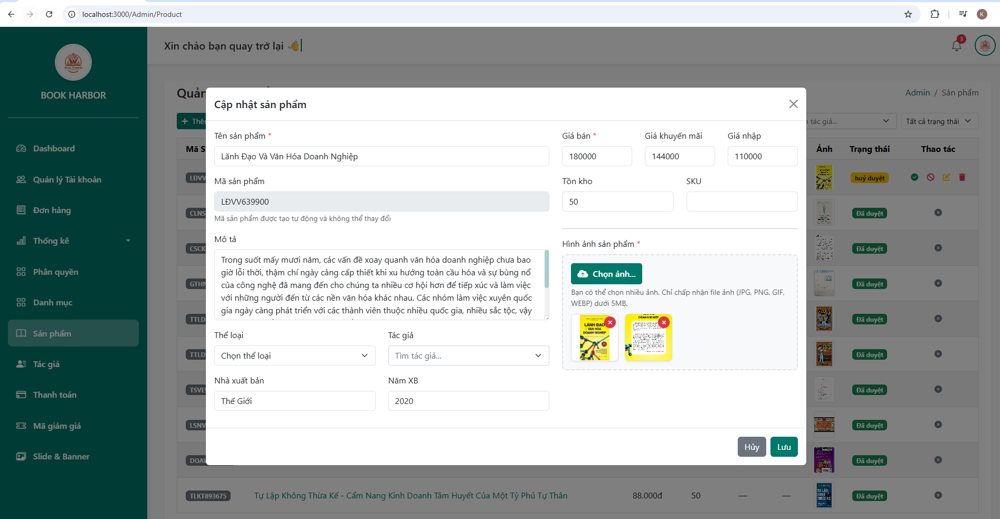 localhost:3000/Admin/Product
K
BOOK HARBOR
BOOK HARBOR
Dashboard
Quản lý Tài khoản
Đơn hàng
Thống kê
Phân quyền
Danh mục
Sản phẩm
Tác giả
Thanh toán
Mã giảm giá
Slide & Banner
Xin chào bạn quay trở lại 👋
3
Admin / Sản phẩm
tác giả...
Tất cả trạng thái
Mã S
Ảnh
Trạng thái
Thao tác
LĐVV
huỷ duyệt
CLNS
Đã duyệt
CSCK
Đã duyệt
GTHN
Đã duyệt
TTLD
Đã duyệt
TTLD
Đã duyệt
Đã duyệt
LSNV
Đã duyệt
Đã duyệt
TLKT893675
Tự Lập Không Thừa Kế - Cẩm Nang Kinh Doanh Tâm Huyết Của Một Tỷ Phú Tự Thân
88.000đ
50
—
—
Đã duyệt
Cập nhật sản phẩm
Tên sản phẩm *
Lãnh Đạo Và Văn Hóa Doanh Nghiệp
Mã sản phẩm
LĐVV639900
Mã sản phẩm được tạo tự động và không thể thay đổi
Mô tả
Trong suốt mấy mươi năm, các vấn đề xoay quanh văn hóa doanh nghiệp chưa bao
giờ lỗi thời, thậm chí ngày càng cấp thiết khi xu hướng toàn cầu hóa và sự bùng nổ
của công nghệ đã mang đến cho chúng ta nhiều cơ hội hơn để tiếp xúc và làm việc
với những người đến từ các nền văn hóa khác nhau. Các nhóm làm việc xuyên quốc
gia ngày càng phát triển với các thành viên thuộc nhiều quốc gia, nhiều sắc tộc, vậy
Thể loại
Chọn thể loại
Tác giả
Tìm tác giả...
Nhà xuất bản
Thế Giới
Năm XB
2020
Giá bán *
180000
Giá khuyến mãi
144000
Giá nhập
110000
Tồn kho
50
SKU
Hình ảnh sản phẩm *
Chọn ảnh...
Bạn có thể chọn nhiều ảnh. Chỉ chấp nhận file ảnh (JPG, PNG, GIF,
WEBP) dưới 5MB.
LÃNH ĐẠO
VĂN HÓA
DOANH NGHIỆP
DOANH NGHIỆP
Hủy
Lưu